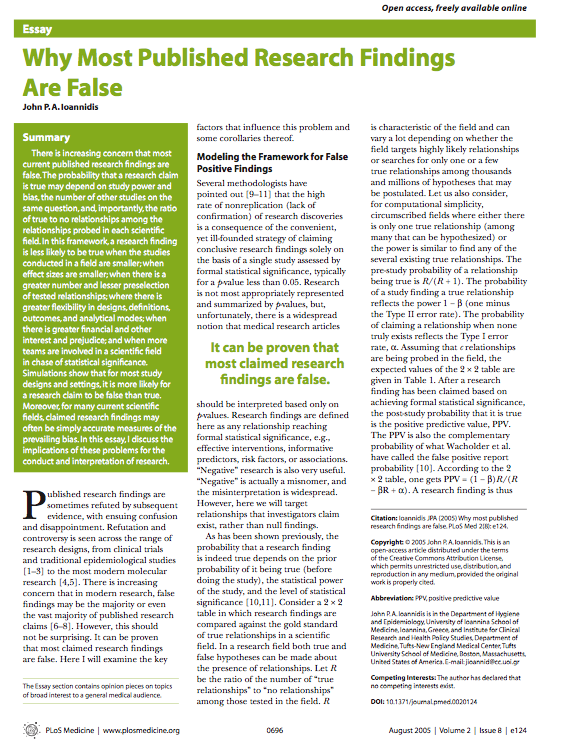 Open access, freely available online
Essay
Why Most Published Research Findings
Are False
John P. A. Ioannidis
Summary
There is increasing concern that most
current published research findings are
false. The probability that a research claim
is true may depend on study power and
bias, the number of other studies on the
same question, and, importantly, the ratio
of true to no relationships among the
relationships probed in each scientific
field. In this framework, a research finding
is less likely to be true when the studies
conducted in a field are smaller; when
effect sizes are smaller; when there is a
greater number and lesser preselection
of tested relationships; where there is
greater flexibility in designs, definitions,
outcomes, and analytical modes; when
there is greater financial and other
interest and prejudice; and when more
teams are involved in a scientific field
in chase of statistical significance.
Simulations show that for most study
designs and settings, it is more likely for
a research claim to be false than true.
Moreover, for many current scientific
fields, claimed research findings may
often be simply accurate measures of the
prevailing bias. In this essay, I discuss the
implications of these problems for the
conduct and interpretation of research.
Published research findings are
sometimes refuted by subsequent
evidence, with ensuing confusion
and disappointment. Refutation and
controversy is seen across the range of
research designs, from clinical trials
and traditional epidemiological studies
[1–3] to the most modern molecular
research [4,5]. There is increasing
concern that in modern research, false
findings may be the majority or even
the vast majority of published research
claims [6–8]. However, this should
not be surprising. It can be proven
that most claimed research findings
are false. Here I will examine the key
The Essay section contains opinion pieces on topics
of broad interest to a general medical audience.
factors that influence this problem and
some corollaries thereof.
Modeling the Framework for False
Positive Findings
Several methodologists have
pointed out [9–11] that the high
rate of nonreplication (lack of
confirmation) of research discoveries
is a consequence of the convenient,
yet ill-founded strategy of claiming
conclusive research findings solely on
the basis of a single study assessed by
formal statistical significance, typically
for a p-value less than 0.05. Research
is not most appropriately represented
and summarized by p-values, but,
unfortunately, there is a widespread
notion that medical research articles
It can be proven that
most claimed research
findings are false.
should be interpreted based only on
p-values. Research findings are defined
here as any relationship reaching
formal statistical significance, e.g.,
effective interventions, informative
predictors, risk factors, or associations.
“Negative” research is also very useful.
“Negative” is actually a misnomer, and
the misinterpretation is widespread.
However, here we will target
relationships that investigators claim
exist, rather than null findings.
As has been shown previously, the
probability that a research finding
is indeed true depends on the prior
probability of it being true (before
doing the study), the statistical power
of the study, and the level of statistical
significance [10,11]. Consider a 2 × 2
table in which research findings are
compared against the gold standard
of true relationships in a scientific
field. In a research field both true and
false hypotheses can be made about
the presence of relationships. Let R
be the ratio of the number of “true
relationships” to “no relationships”
among those tested in the field. R
is characteristic of the field and can
vary a lot depending on whether the
field targets highly likely relationships
or searches for only one or a few
true relationships among thousands
and millions of hypotheses that may
be postulated. Let us also consider,
for computational simplicity,
circumscribed fields where either there
is only one true relationship (among
many that can be hypothesized) or
the power is similar to find any of the
several existing true relationships. The
pre-study probability of a relationship
being true is R/(R + 1). The probability
of a study finding a true relationship
reflects the power 1 − β (one minus
the Type II error rate). The probability
of claiming a relationship when none
truly exists reflects the Type I error
rate, α. Assuming that c relationships
are being probed in the field, the
expected values of the 2 × 2 table are
given in Table 1. After a research
finding has been claimed based on
achieving formal statistical significance,
the post-study probability that it is true
is the positive predictive value, PPV.
The PPV is also the complementary
probability of what Wacholder et al.
have called the false positive report
probability [10]. According to the 2
× 2 table, one gets PPV = (1 − β)R/(R
− βR + α). A research finding is thus
Citation: Ioannidis JPA (2005) Why most published
research findings are false. PLoS Med 2(8): e124.
Copyright: © 2005 John P. A. Ioannidis. This is an
open-access article distributed under the terms
of the Creative Commons Attribution License,
which permits unrestricted use, distribution, and
reproduction in any medium, provided the original
work is properly cited.
Abbreviation: PPV, positive predictive value
John P. A. Ioannidis is in the Department of Hygiene
and Epidemiology, University of Ioannina School of
Medicine, Ioannina, Greece, and Institute for Clinical
Research and Health Policy Studies, Department of
Medicine, Tufts-New England Medical Center, Tufts
University School of Medicine, Boston, Massachusetts,
United States of America. E-mail: jioannid@cc.uoi.gr
Competing Interests: The author has declared that
no competing interests exist.
DOI: 10.1371/journal.pmed.0020124
PLoS Medicine | www.plosmedicine.org
0696
August 2005 | Volume 2 | Issue 8 | e124